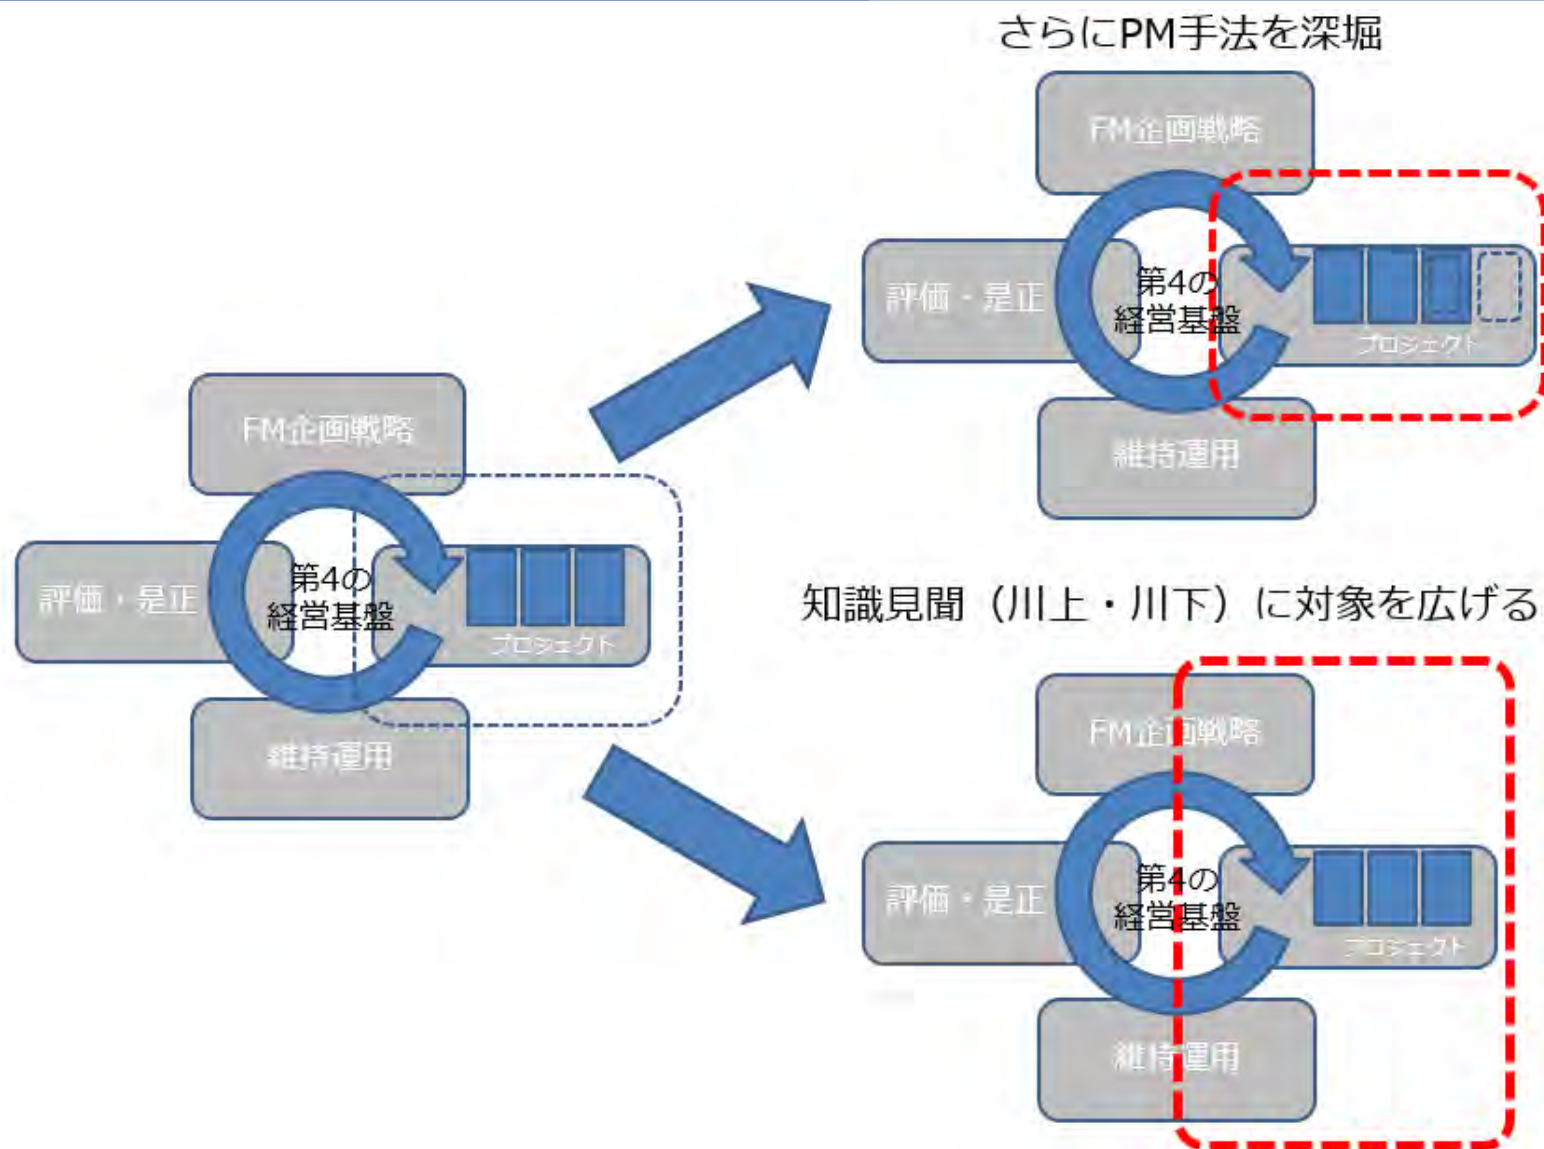 さらにPM手法を深堀
FM企画戦略
評価・是正
第4の
経営基盤
プロジェクト
維持運用
FM企画戦略
評価・是正
第4の
経営基盤
プロジェクト
維持運用
知識見聞（川上・川下）に対象を広げる
FM企画戦略
評価・是正
第4の
経営基盤
プロジェクト
維持運用